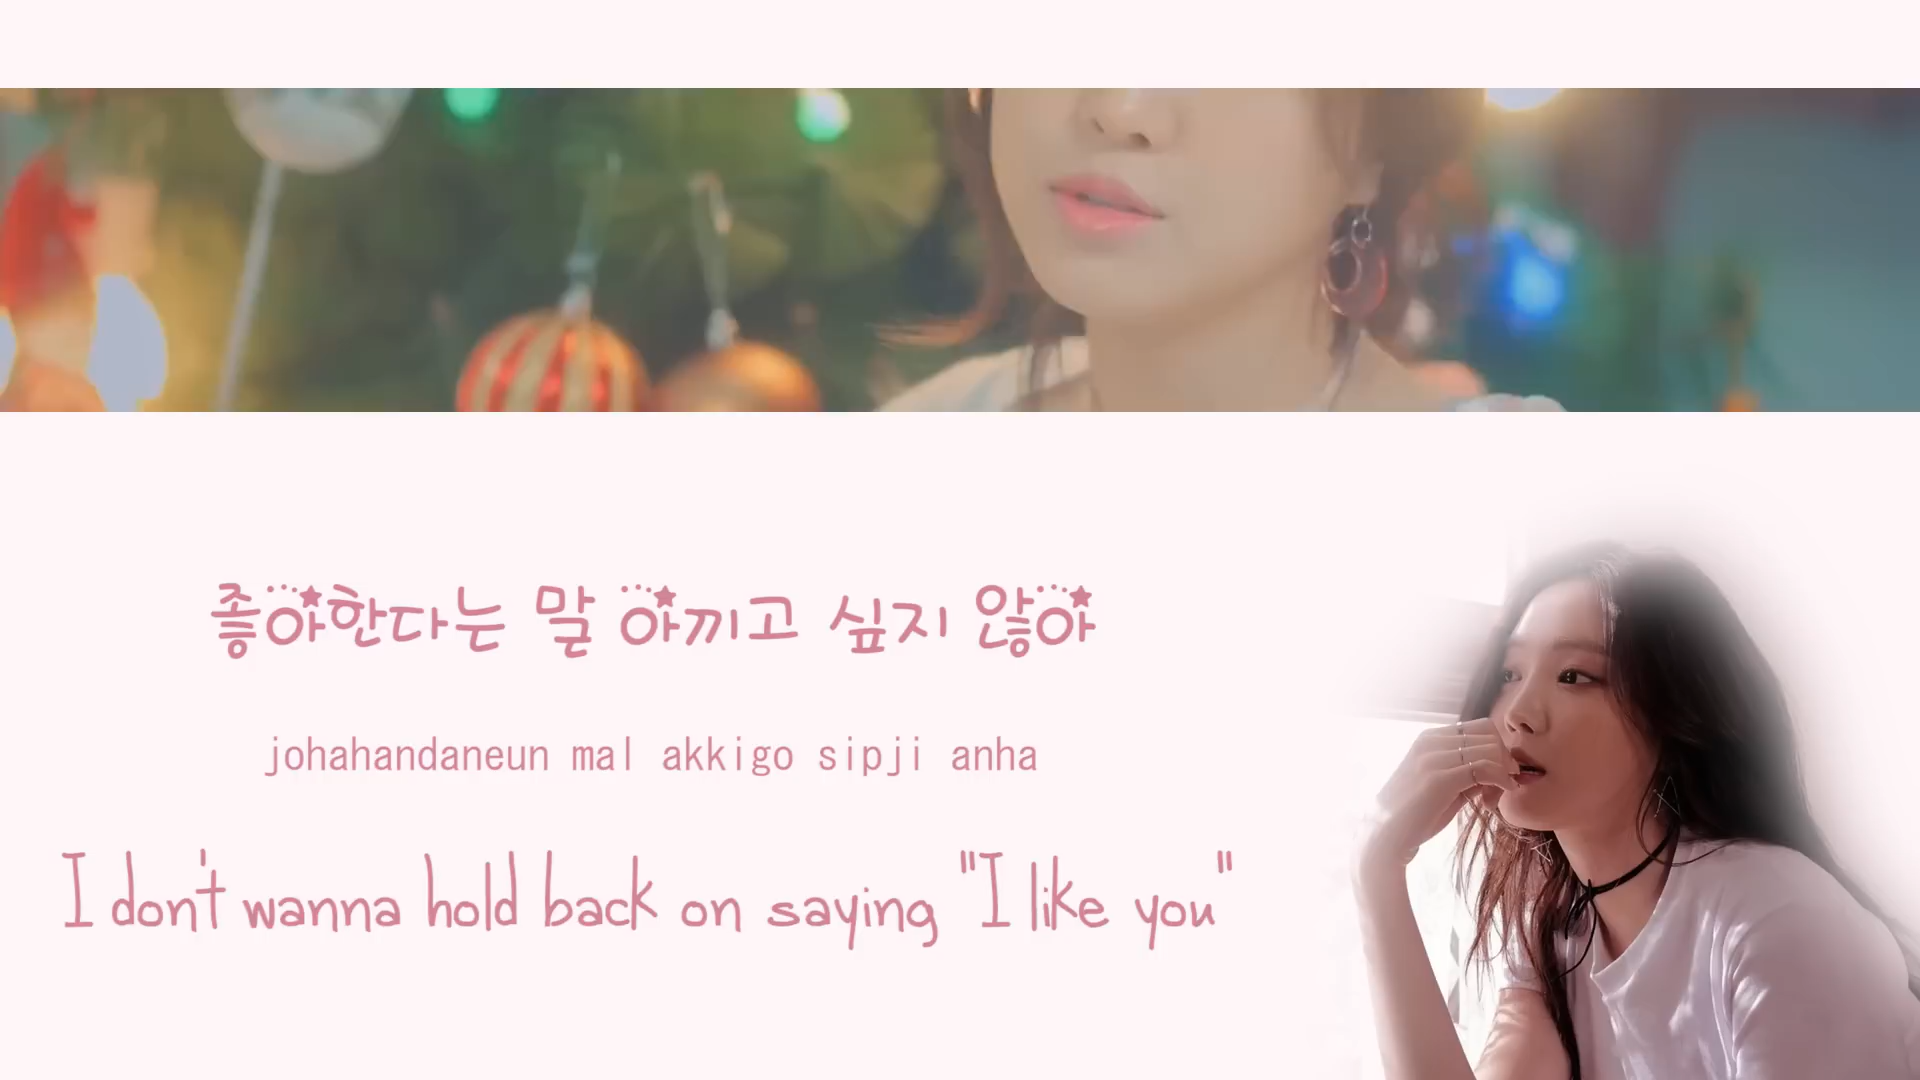 좋아한다는 말 아끼고 싶지 않아
johahandaneun mal akkigo sipji anha
I don't wanna hold back on saying "I like you"